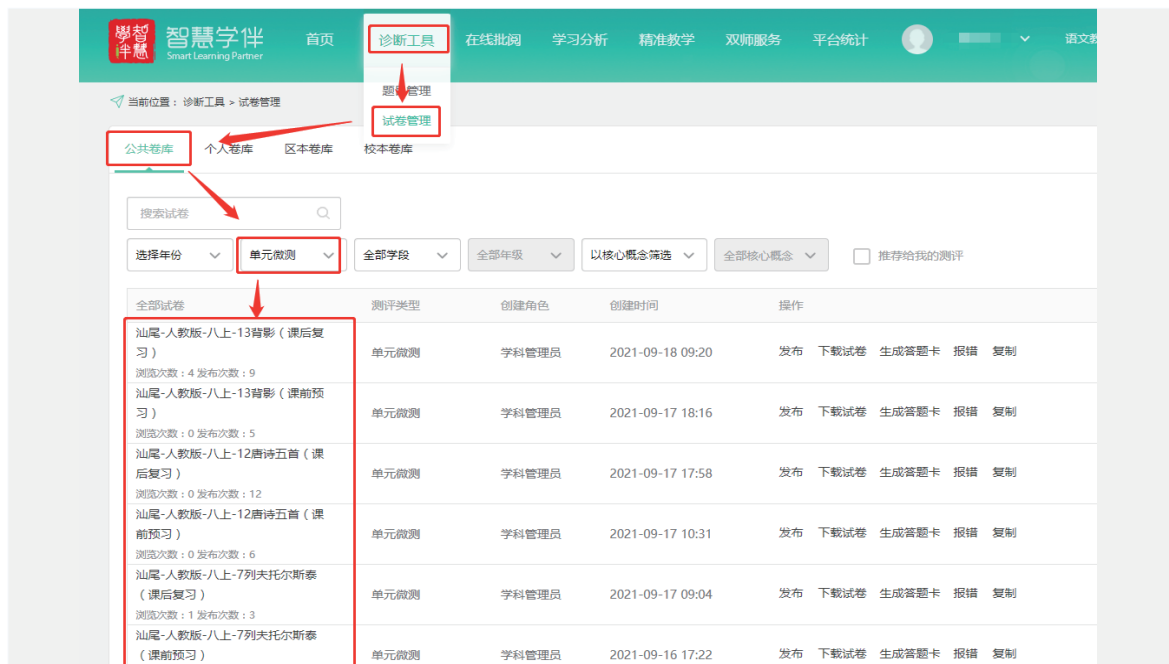 學智
伴慧
智慧学伴
Smart Learning Partner
首页 诊断工具 在线批阅 学习分析 精准教学 双师服务 平台统计
题 管理
试卷管理
当前位置： 诊断工具 > 试卷管理
公共卷库 个人卷库 区本卷库 校本卷库
搜索试卷
选择年份 单元微测 全部学段 全部年级 以核心概念筛选 全部核心概念 推荐给我的测评
全部试卷 测评类型 创建角色 创建时间 操作
汕尾-人教版-八上-13背影（课后复
习）
浏览次数：4 发布次数：9
单元微测 学科管理员 2021-09-18 09:20 发布 下载试卷 生成答题卡 报错 复制
汕尾-人教版-八上-13背影（课前预
习）
浏览次数：0 发布次数：5
单元微测 学科管理员 2021-09-17 18:16 发布 下载试卷 生成答题卡 报错 复制
汕尾-人教版-八上-12唐诗五首（课
后复习）
浏览次数：0 发布次数：12
单元微测 学科管理员 2021-09-17 17:58 发布 下载试卷 生成答题卡 报错 复制
汕尾-人教版-八上-12唐诗五首（课
前预习）
浏览次数：0 发布次数：6
单元微测 学科管理员 2021-09-17 10:31 发布 下载试卷 生成答题卡 报错 复制
汕尾-人教版-八上-7列夫托尔斯泰
（课后复习）
浏览次数：1 发布次数：3
单元微测 学科管理员 2021-09-17 09:04 发布 下载试卷 生成答题卡 报错 复制
汕尾-人教版-八上-7列夫托尔斯泰
（课前预习）
单元微测 学科管理员 2021-09-16 17:22 发布 下载试卷 生成答题卡 报错 复制